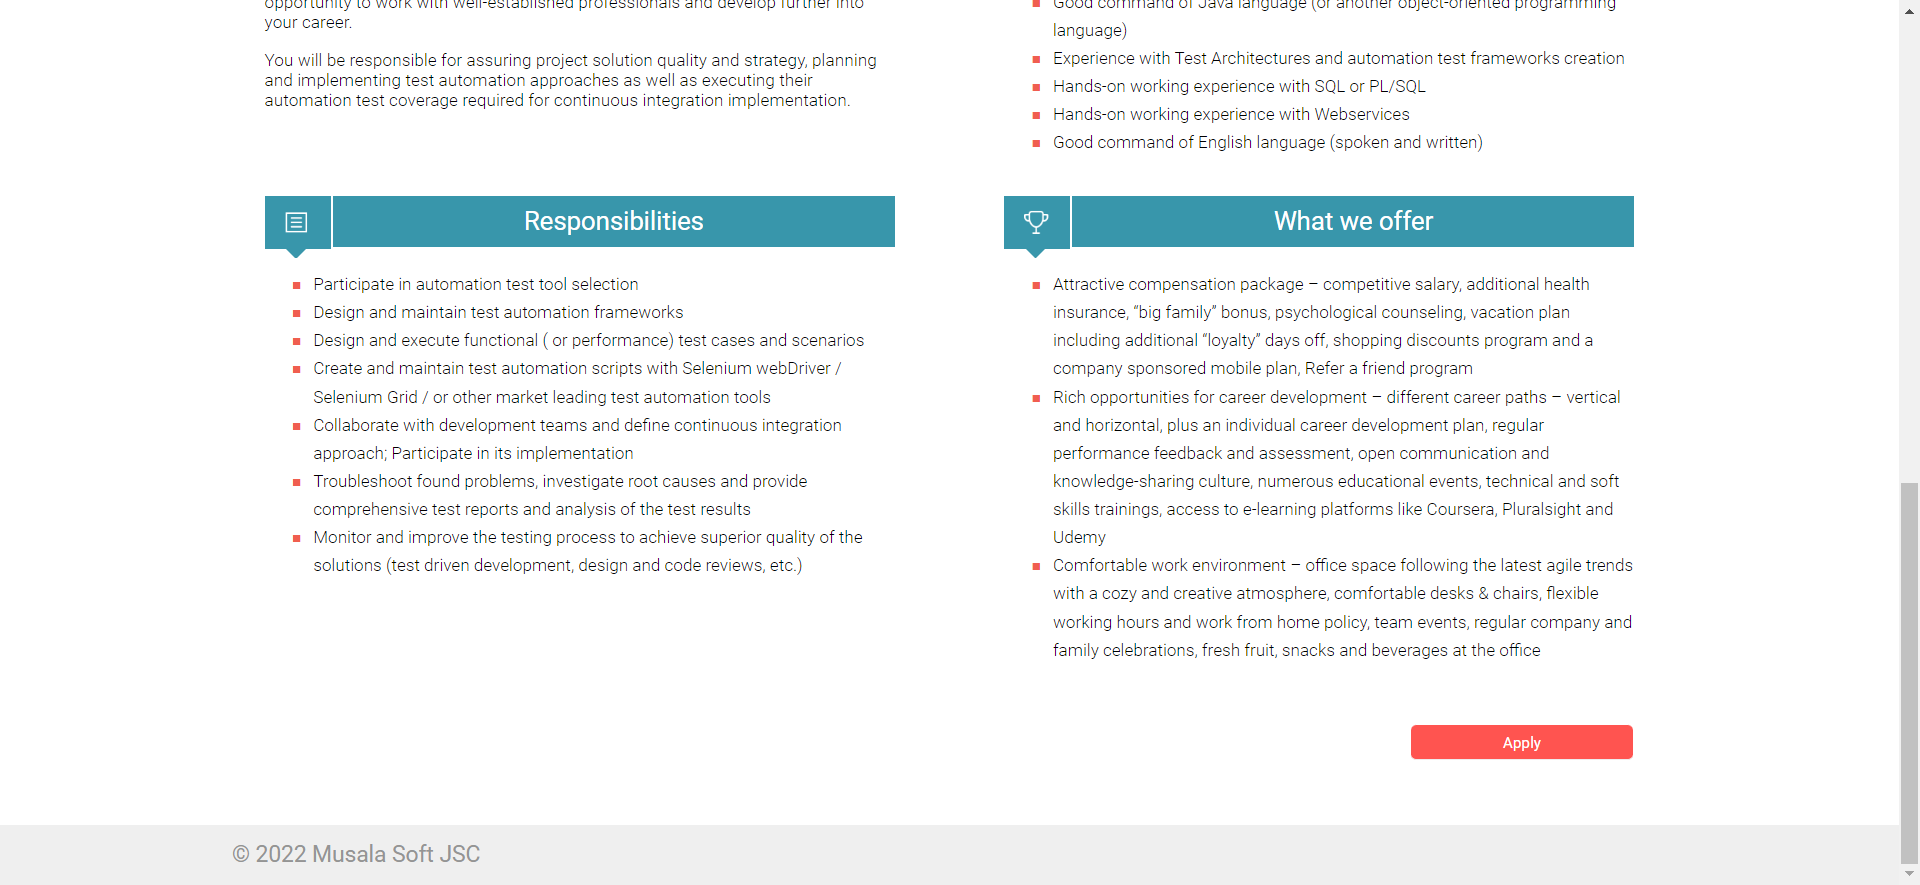 opportunity to work with well-established professionals and develop further into
your career.
You will be responsible for assuring project solution quality and strategy, planning
and implementing test automation approaches as well as executing their
automation test coverage required for continuous integration implementation.
Good command of Java language (or another object-oriented programming
language)
Experience with Test Architectures and automation test frameworks creation
Hands-on working experience with SQL or PL/SQL
Hands-on working experience with Webservices
Good command of English language (spoken and written)
Responsibilities
Participate in automation test tool selection
Design and maintain test automation frameworks
Design and execute functional ( or performance) test cases and scenarios
Create and maintain test automation scripts with Selenium webDriver /
Selenium Grid / or other market leading test automation tools
Collaborate with development teams and define continuous integration
approach; Participate in its implementation
Troubleshoot found problems, investigate root causes and provide
comprehensive test reports and analysis of the test results
Monitor and improve the testing process to achieve superior quality of the
solutions (test driven development, design and code reviews, etc.)
What we offer
Attractive compensation package – competitive salary, additional health
insurance, “big family” bonus, psychological counseling, vacation plan
including additional “loyalty” days off, shopping discounts program and a
company sponsored mobile plan, Refer a friend program
Rich opportunities for career development – different career paths – vertical
and horizontal, plus an individual career development plan, regular
performance feedback and assessment, open communication and
knowledge-sharing culture, numerous educational events, technical and soft
skills trainings, access to e-learning platforms like Coursera, Pluralsight and
Udemy
Comfortable work environment – office space following the latest agile trends
with a cozy and creative atmosphere, comfortable desks & chairs, flexible
working hours and work from home policy, team events, regular company and
family celebrations, fresh fruit, snacks and beverages at the office
Apply
© 2022 Musala Soft JSC